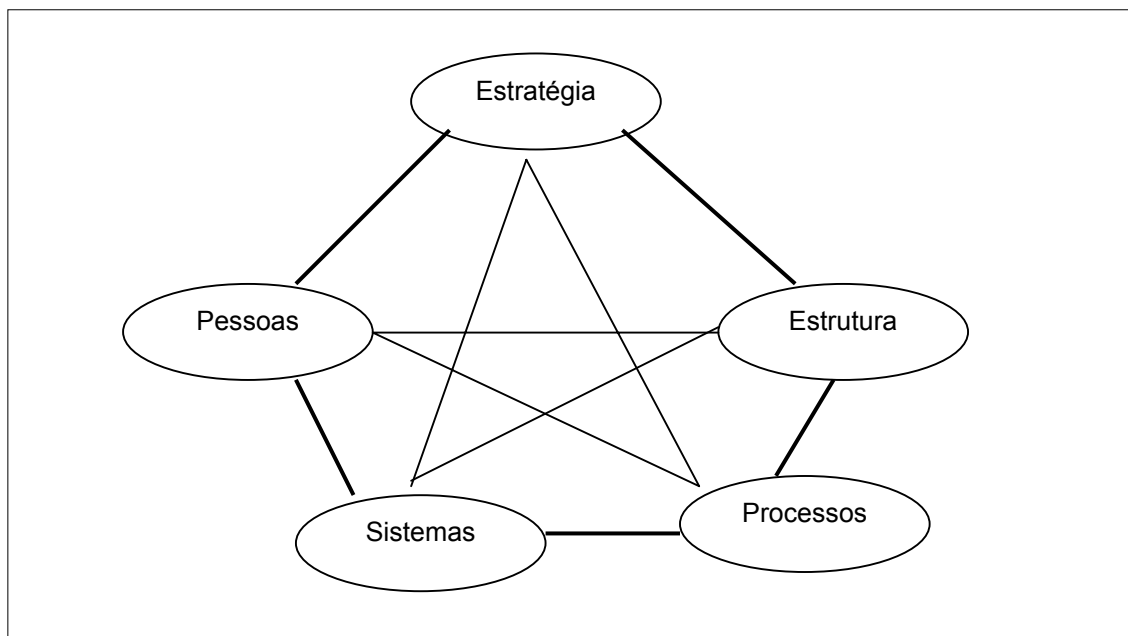 Estratégia
Pessoas
Estrutura
Sistemas
Processos